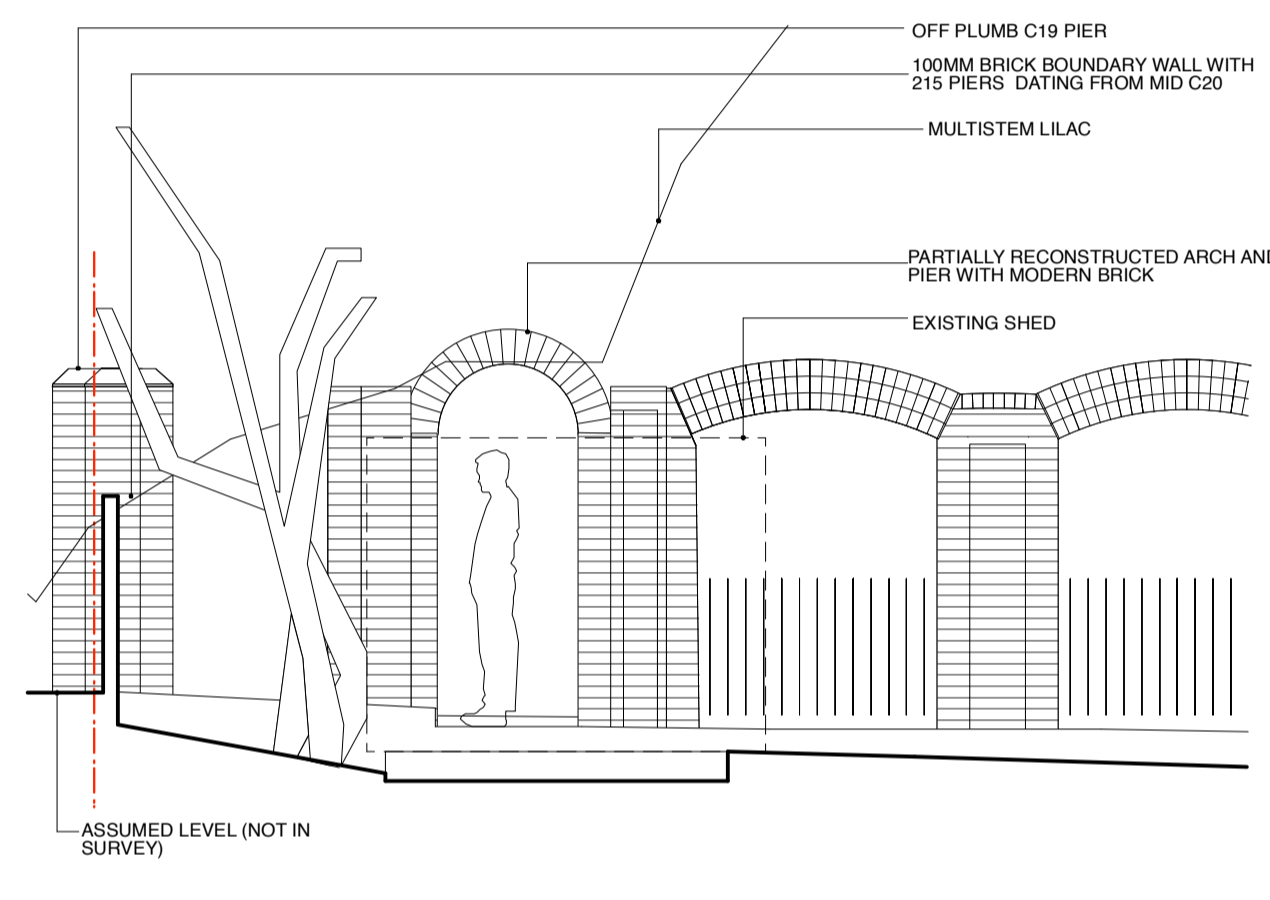 OFF PLUMB C19 PIER
100MM BRICK BOUNDARY WALL WITH
215 PIERS DATING FROM MID C20
MULTISTEM LILAC
PARTIALLY RECONSTRUCTED ARCH AND
PIER WITH MODERN BRICK
EXISTING SHED
ASSUMED LEVEL (NOT IN
SURVEY)